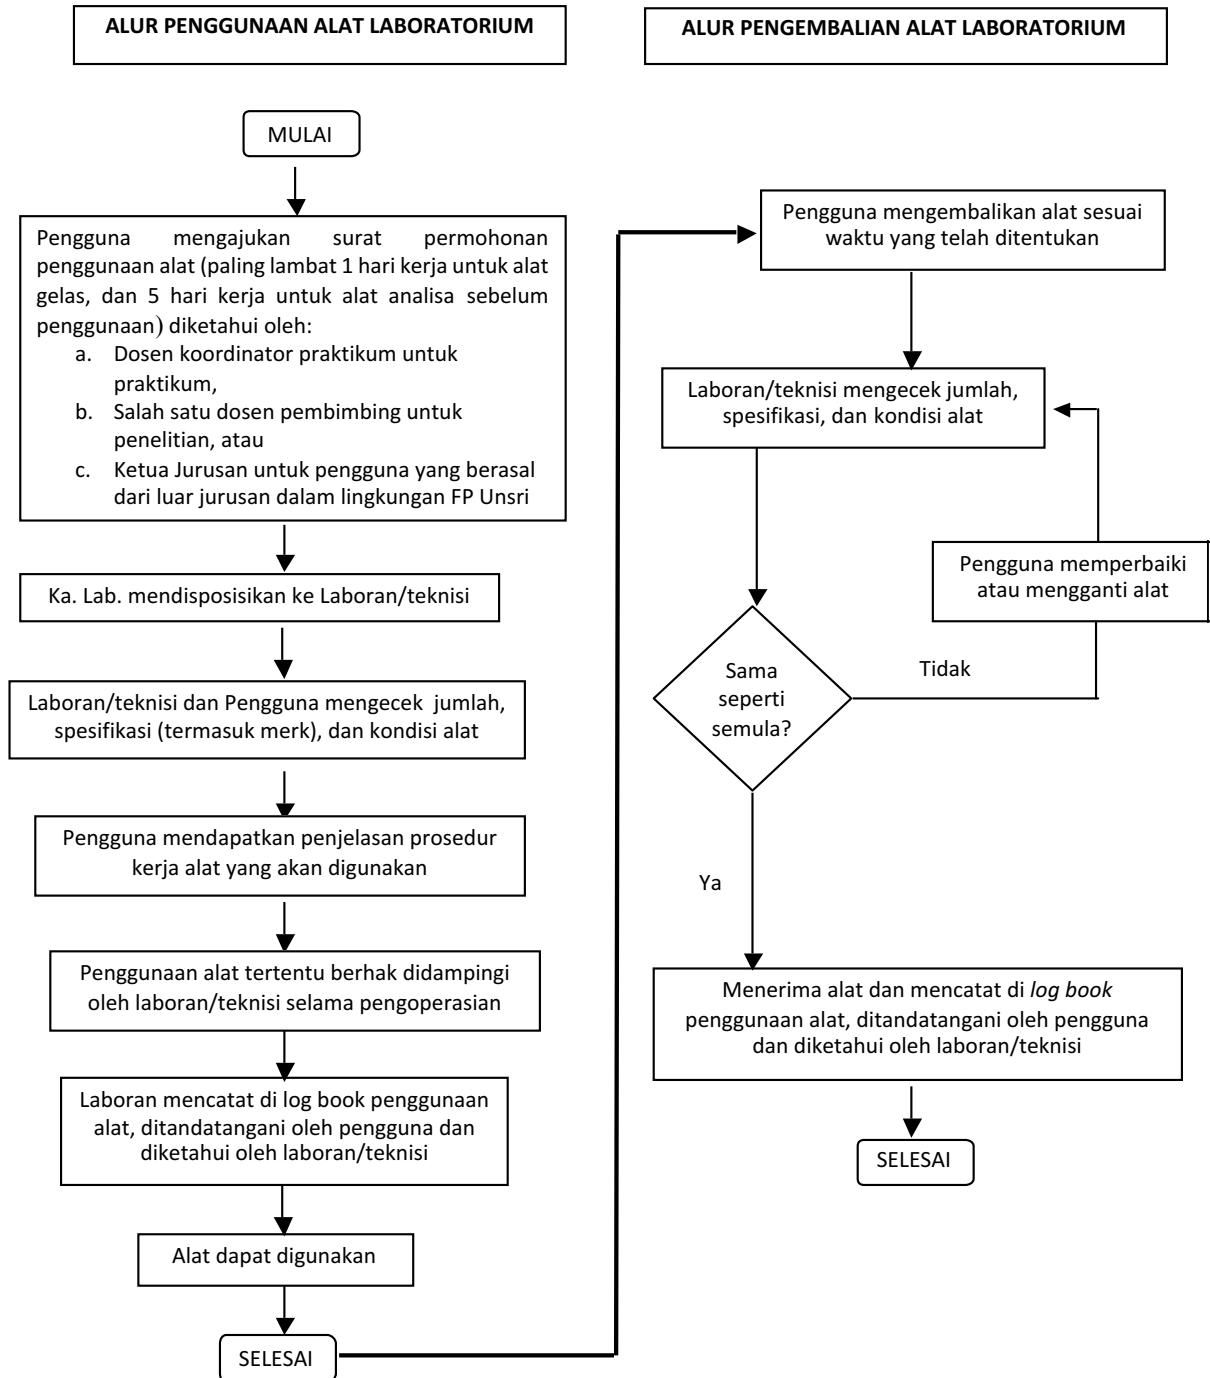 ALUR PENGGUNAAN ALAT LABORATORIUM
MULAI
Pengguna mengajukan surat permohonan
penggunaan alat (paling lambat 1 hari kerja untuk alat
gelas, dan 5 hari kerja untuk alat analisa sebelum
penggunaan) diketahui oleh:
a. Dosen koordinator praktikum untuk
praktikum,
b. Salah satu dosen pembimbing untuk
penelitian, atau
c. Ketua Jurusan untuk pengguna yang berasal
dari luar jurusan dalam lingkungan FP Unsri
Ka. Lab. mendisposisikan ke Laboran/teknisi
Laboran/teknisi dan Pengguna mengecek jumlah,
spesifikasi (termasuk merk), dan kondisi alat
Pengguna mendapatkan penjelasan prosedur
kerja alat yang akan digunakan
Penggunaan alat tertentu berhak didampingi
oleh laboran/teknisi selama pengoperasian
Laboran mencatat di log book penggunaan
alat, ditandatangani oleh pengguna dan
diketahui oleh laboran/teknisi
Alat dapat digunakan
SELESAI
ALUR PENGEMBALIAN ALAT LABORATORIUM
Pengguna mengembalikan alat sesuai
waktu yang telah ditentukan
Laboran/teknisi mengecek jumlah,
spesifikasi, dan kondisi alat
Pengguna memperbaiki
atau mengganti alat
Sama
seperti
semula?
Tidak
Ya
Menerima alat dan mencatat di log book
penggunaan alat, ditandatangani oleh pengguna
dan diketahui oleh laboran/teknisi
SELESAI